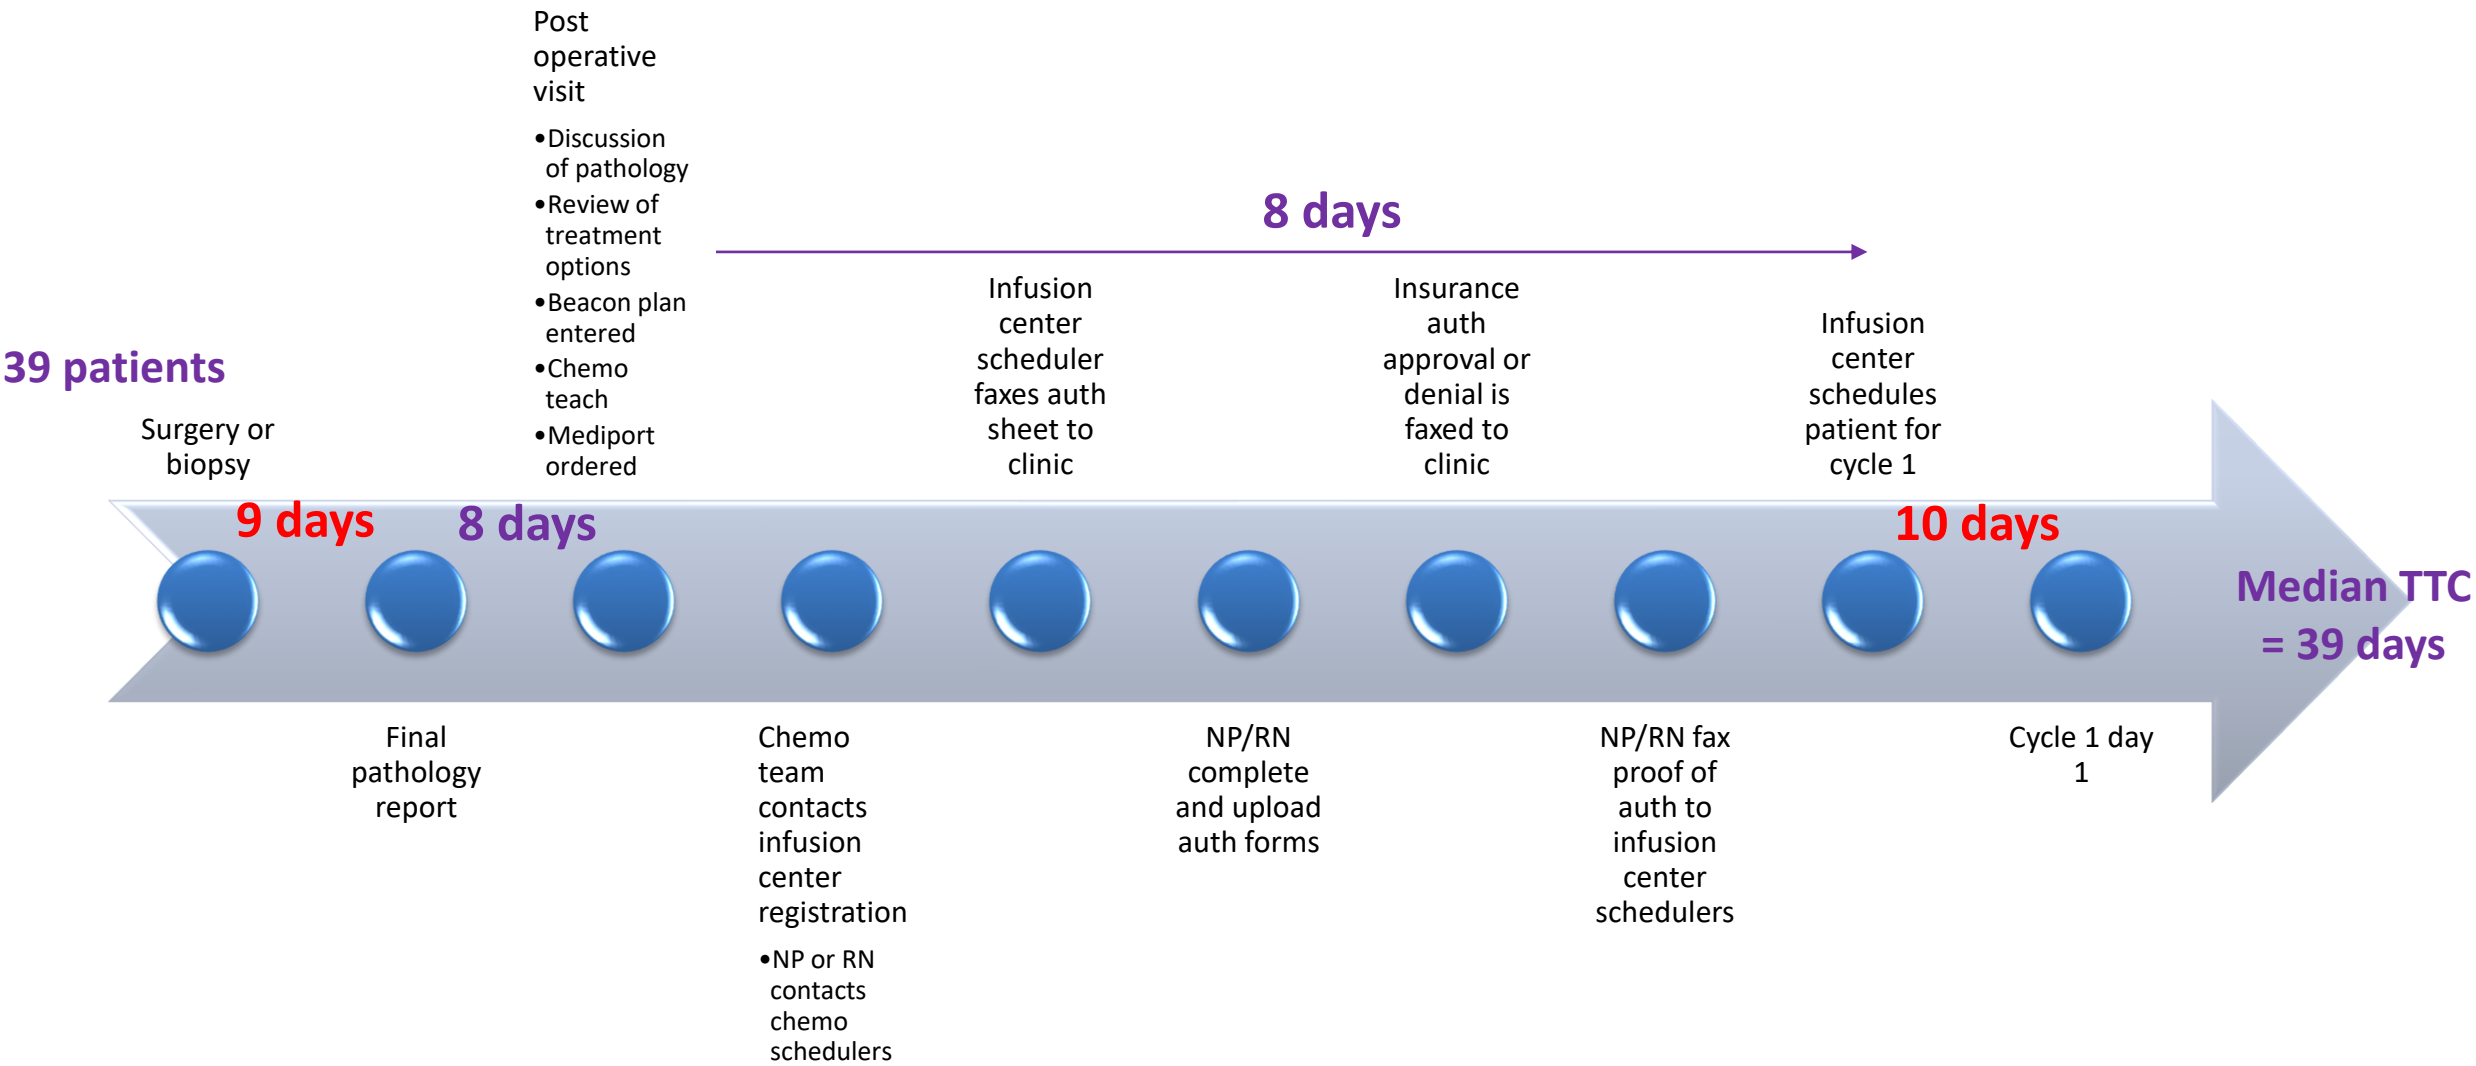 39 patients
Surgery or
biopsy
9 days
Final
pathology
report
8 days
Post
operative
visit
•Discussion
of pathology
•Review of
treatment
options
•Beacon plan
entered
•Chemo
teach
•Mediport
ordered
8 days
Chemo
team
contacts
infusion
center
registration
•NP or RN
contacts
chemo
schedulers
Infusion
center
scheduler
faxes auth
sheet to
clinic
NP/RN
complete
and upload
auth forms
Insurance
auth
approval or
denial is
faxed to
clinic
NP/RN fax
proof of
auth to
infusion
center
schedulers
Infusion
center
schedules
patient for
cycle 1
10 days
Cycle 1 day
1
Median TTC
= 39 days